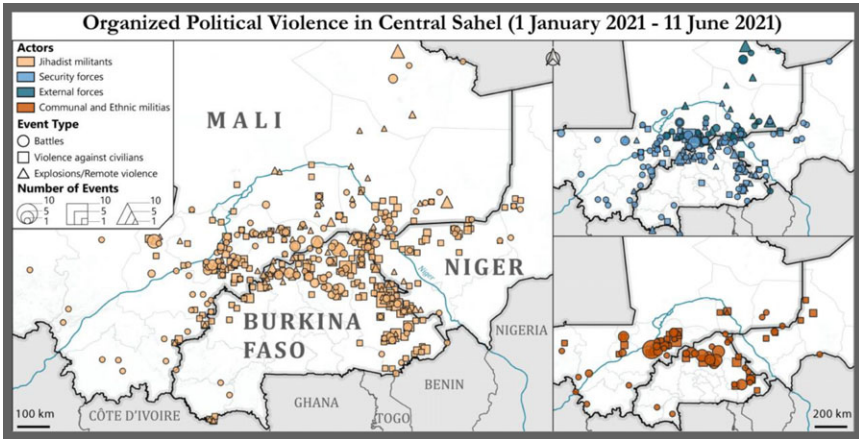 Organized Political Violence in Central Sahel (1 January 2021 - 11 June 2021)
Actors
Jihadist militants
Security forces
External forces
Communal and Ethnic militias
Event Type
Battles
Violence against civilians
Explosions/Remote violence
Number of Events
10
5
1
10
5
1
10
5
1
MALI
NIGER
Niger
BURKINA
FASO
NIGERIA
BENIN
GHANA
TOGO
CÔTE D'IVOIRE
100 km
200 km